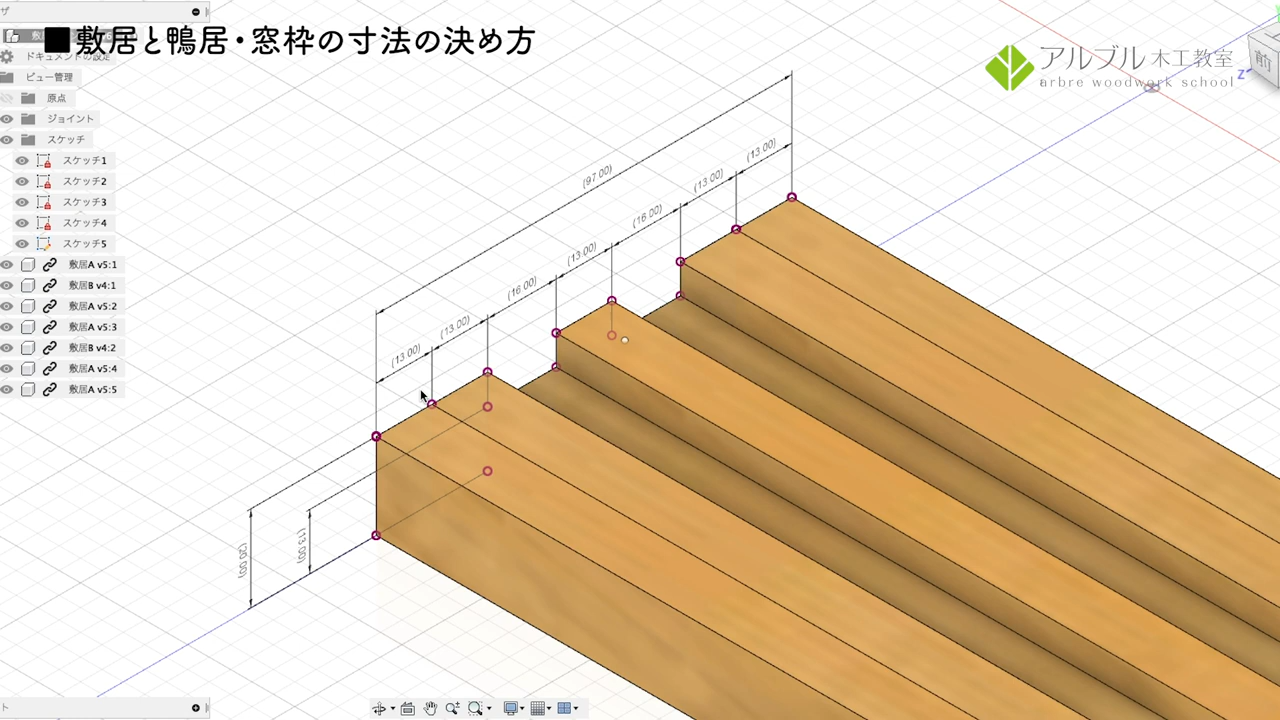 ■敷居と鴨居・窓枠の寸法の決め方
アルブル木工教室
arbre woodwork school
ザ
敷
ドキュメントの設定
ビュー管理
原点
ジョイント
スケッチ
スケッチ1
スケッチ2
スケッチ3
スケッチ4
スケッチ5
敷居A v5:1
敷居B v4:1
敷居A v5:2
敷居A v5:3
敷居B v4:2
敷居A v5:4
敷居A v5:5
ト
(97.00)
(13.00)
(13.00)
(16.00)
(13.00)
(16.00)
(13.00)
(13.00)
(20.00)
(13.00)
前
Z